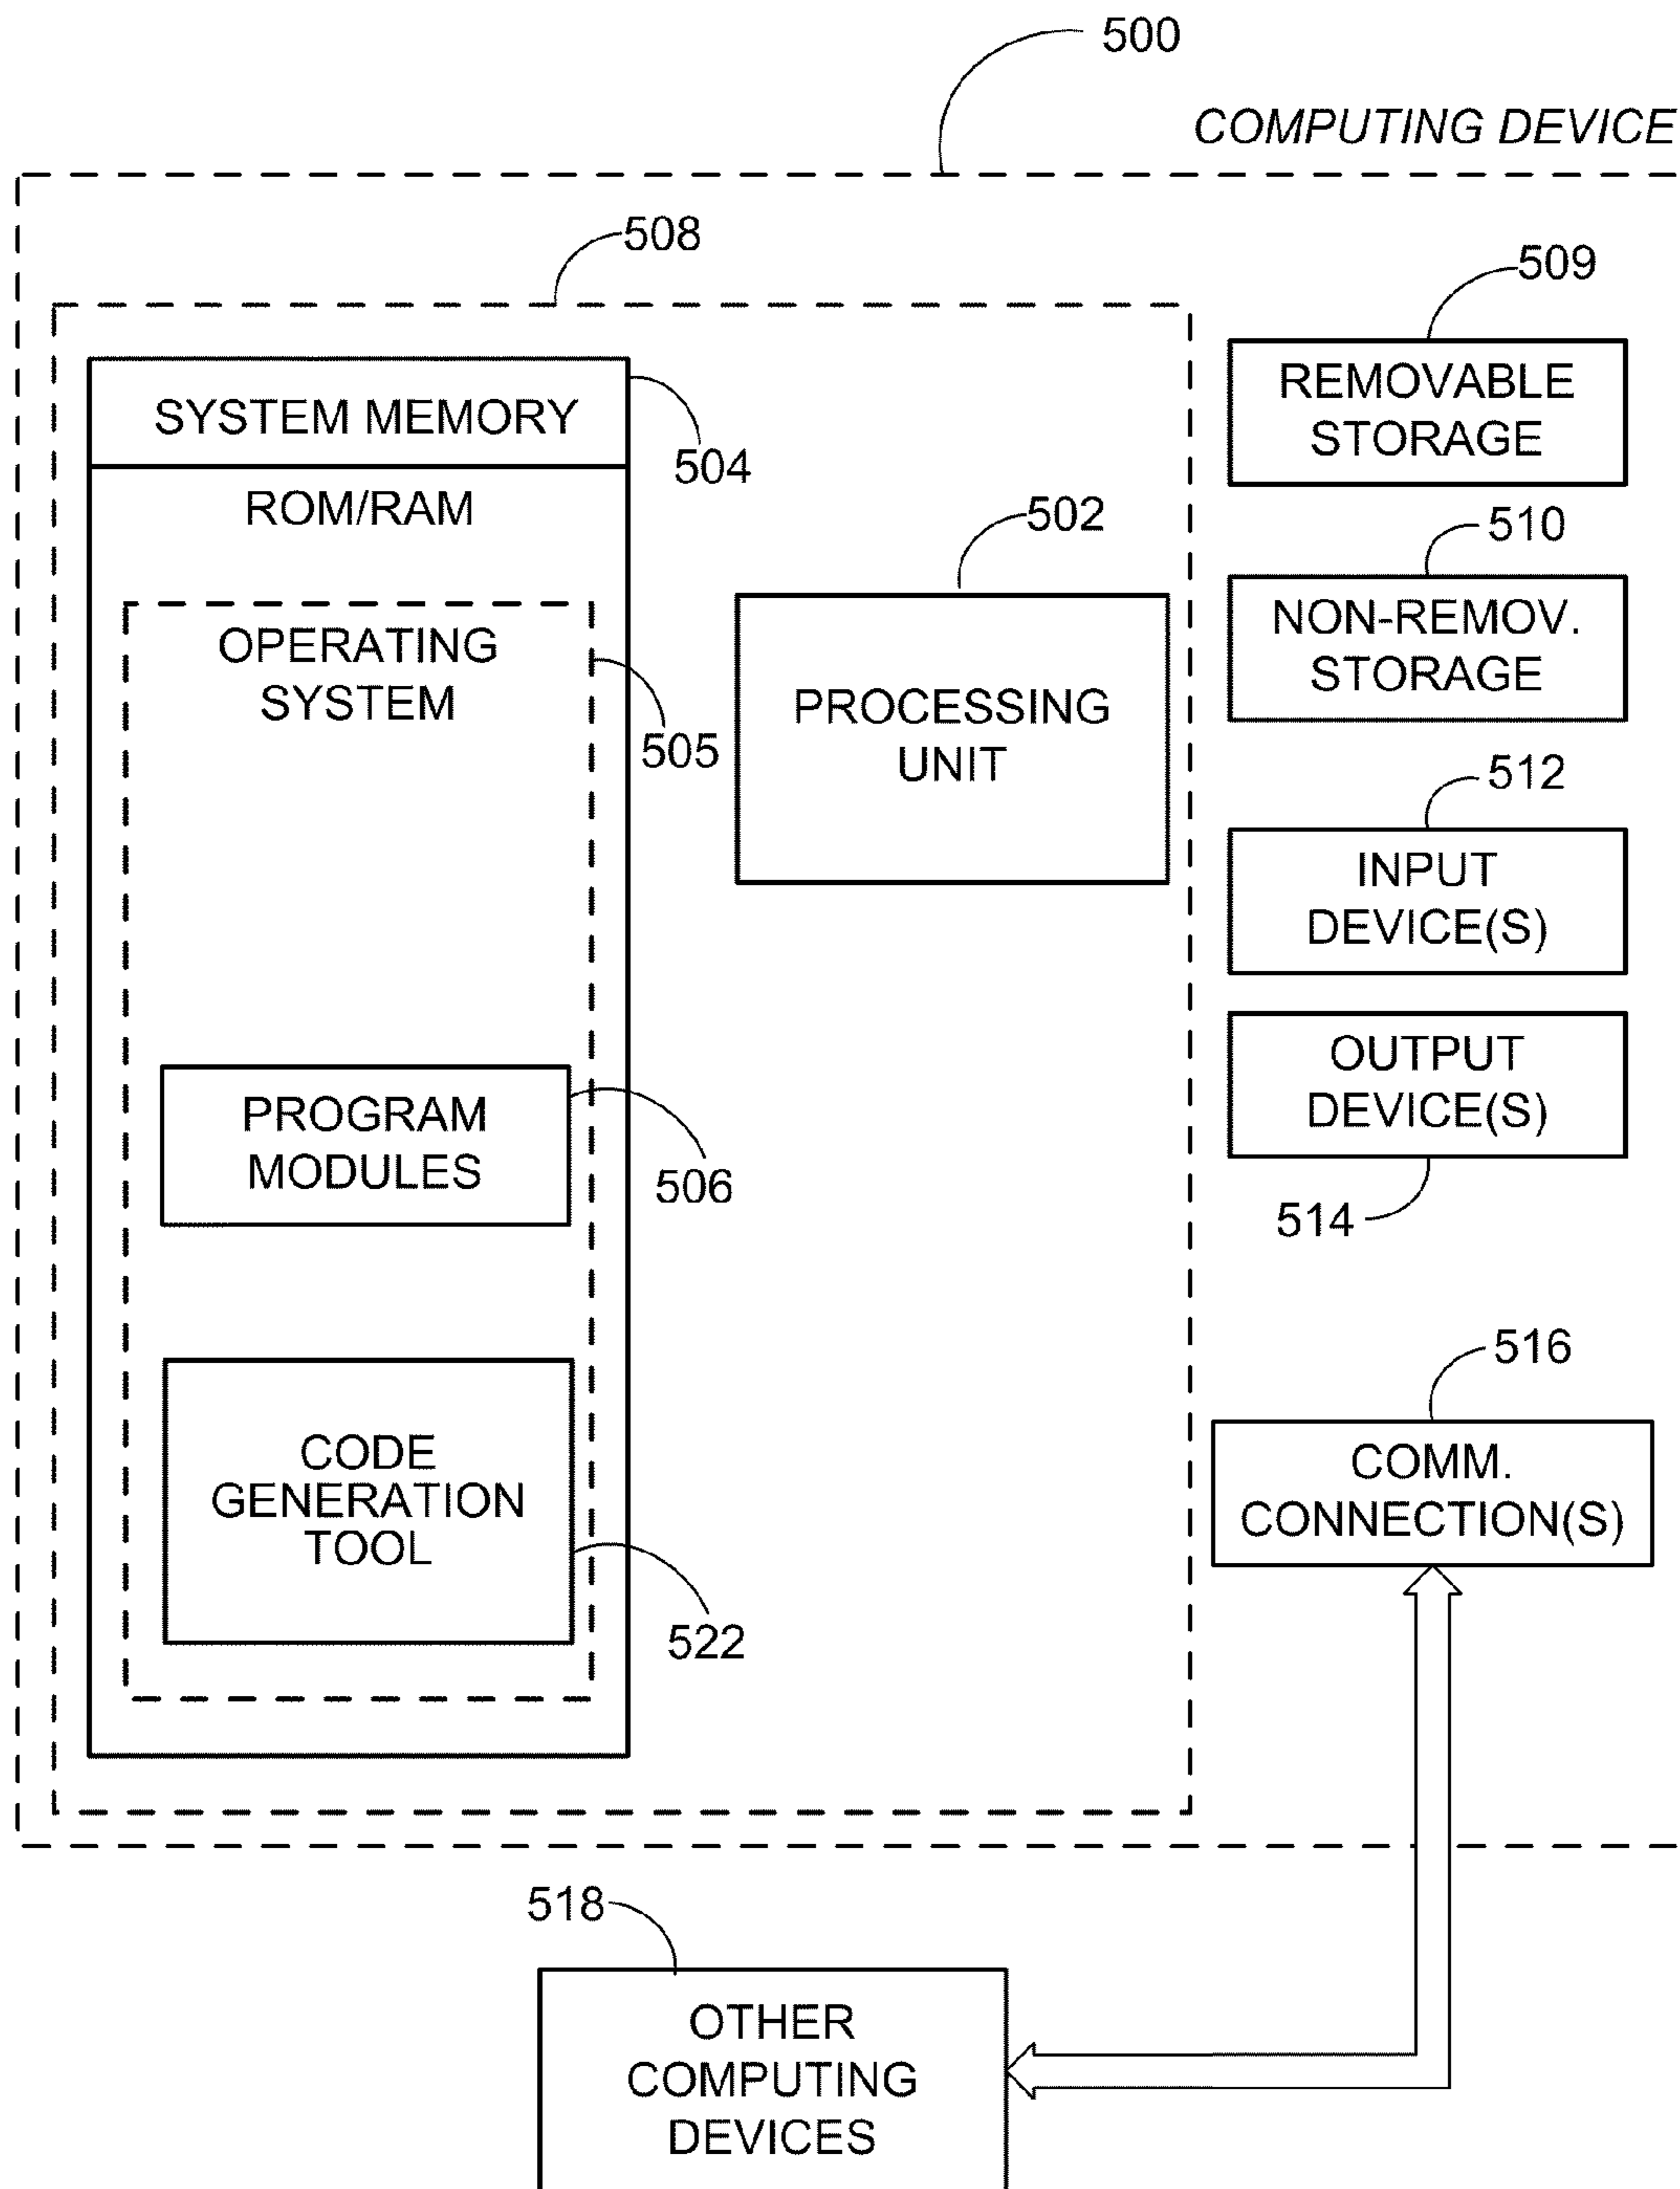 500
COMPUTING DEVICE
508
509
SYSTEM MEMORY
504
REMOVABLE
STORAGE
ROM/RAM
502
510
OPERATING
SYSTEM
505
PROCESSING
UNIT
NON-REMOV.
STORAGE
512
INPUT
DEVICE(S)
OUTPUT
DEVICE(S)
514
PROGRAM
MODULES
506
516
CODE
GENERATION
TOOL
522
COMM.
CONNECTION(S)
518
OTHER
COMPUTING
DEVICES